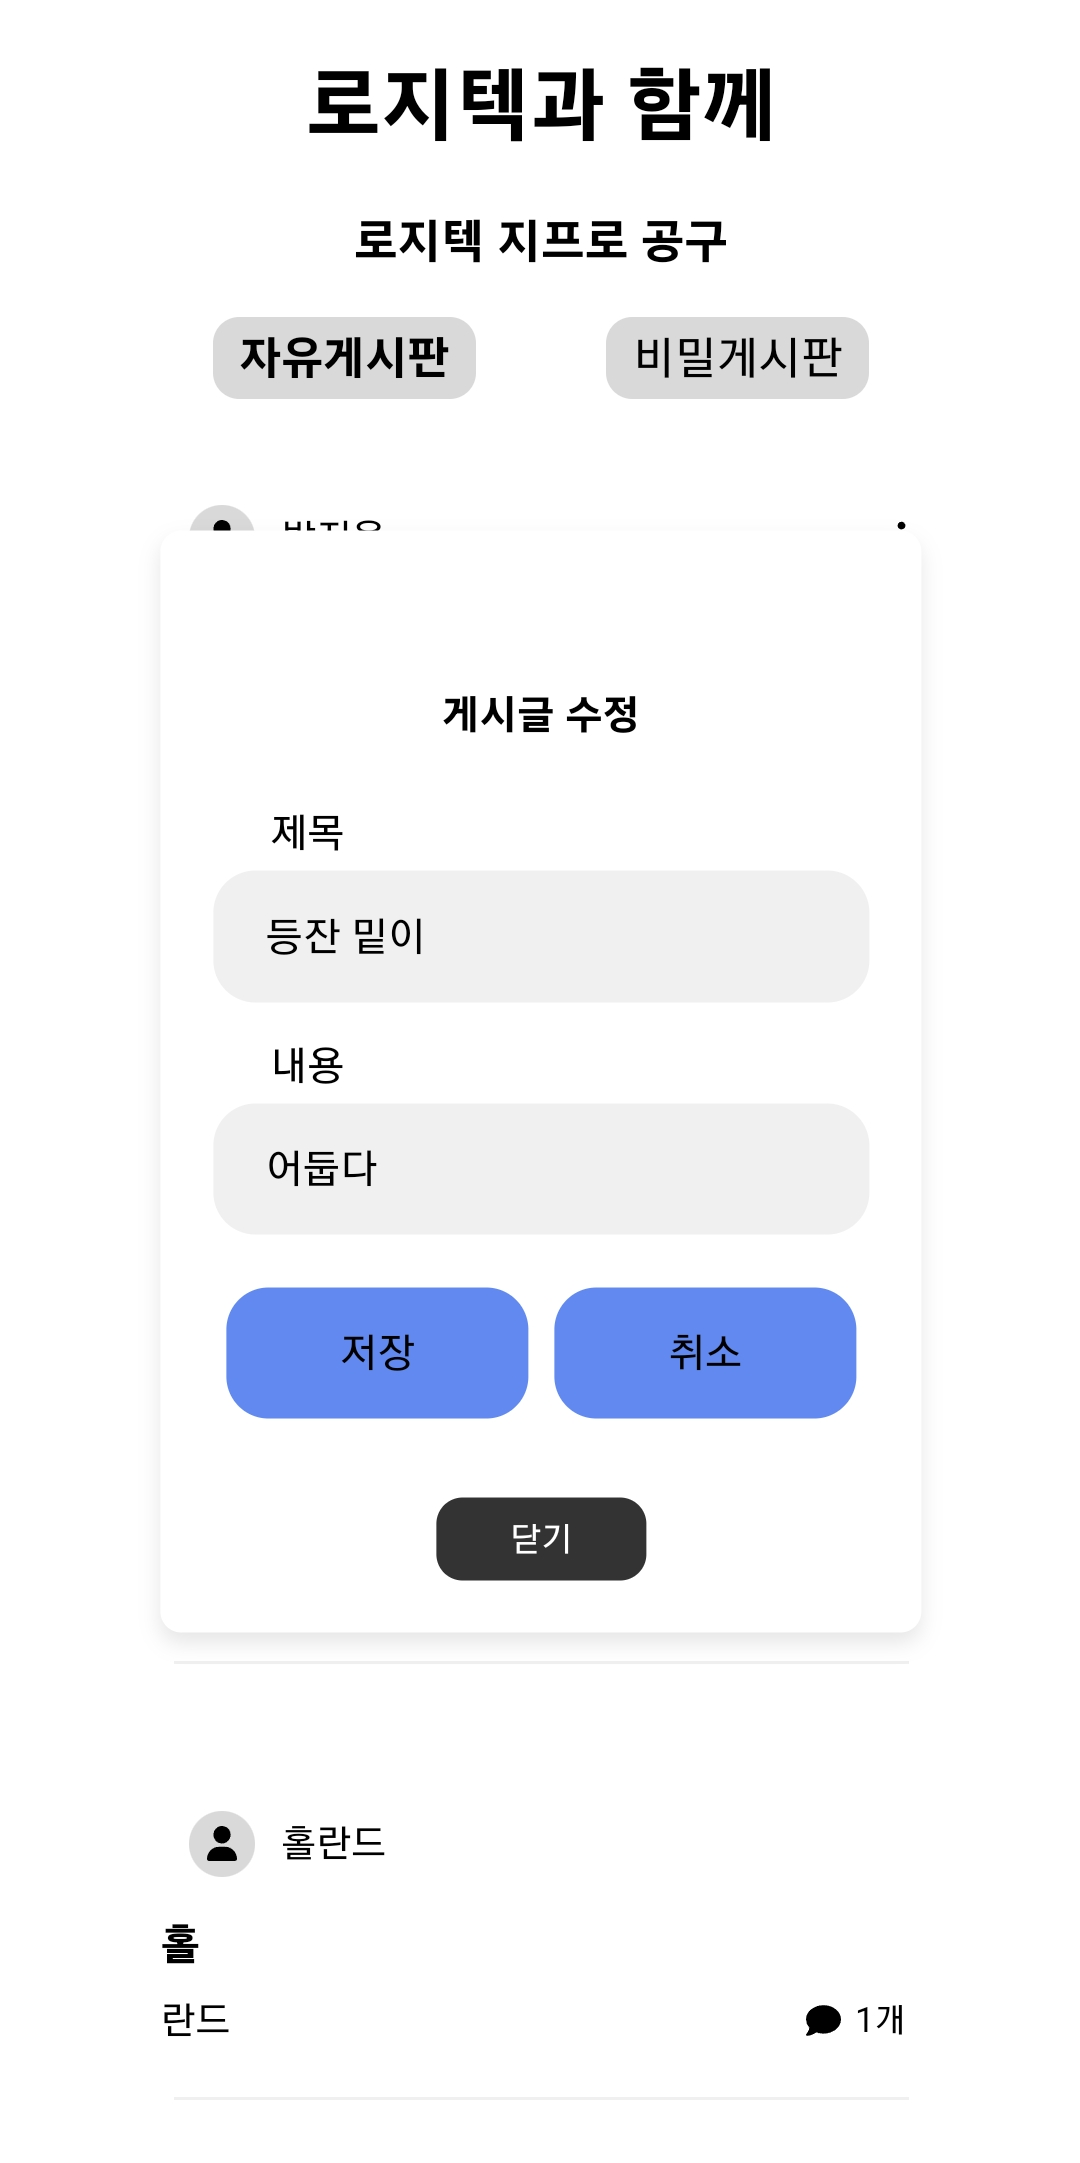 로지텍과 함께
로지텍 지프로 공구
자유게시판 비밀게시판
게시글 수정
제목
등잔 밑이
내용
어둡다
저장 취소
닫기
홀란드
홀
란드 1개